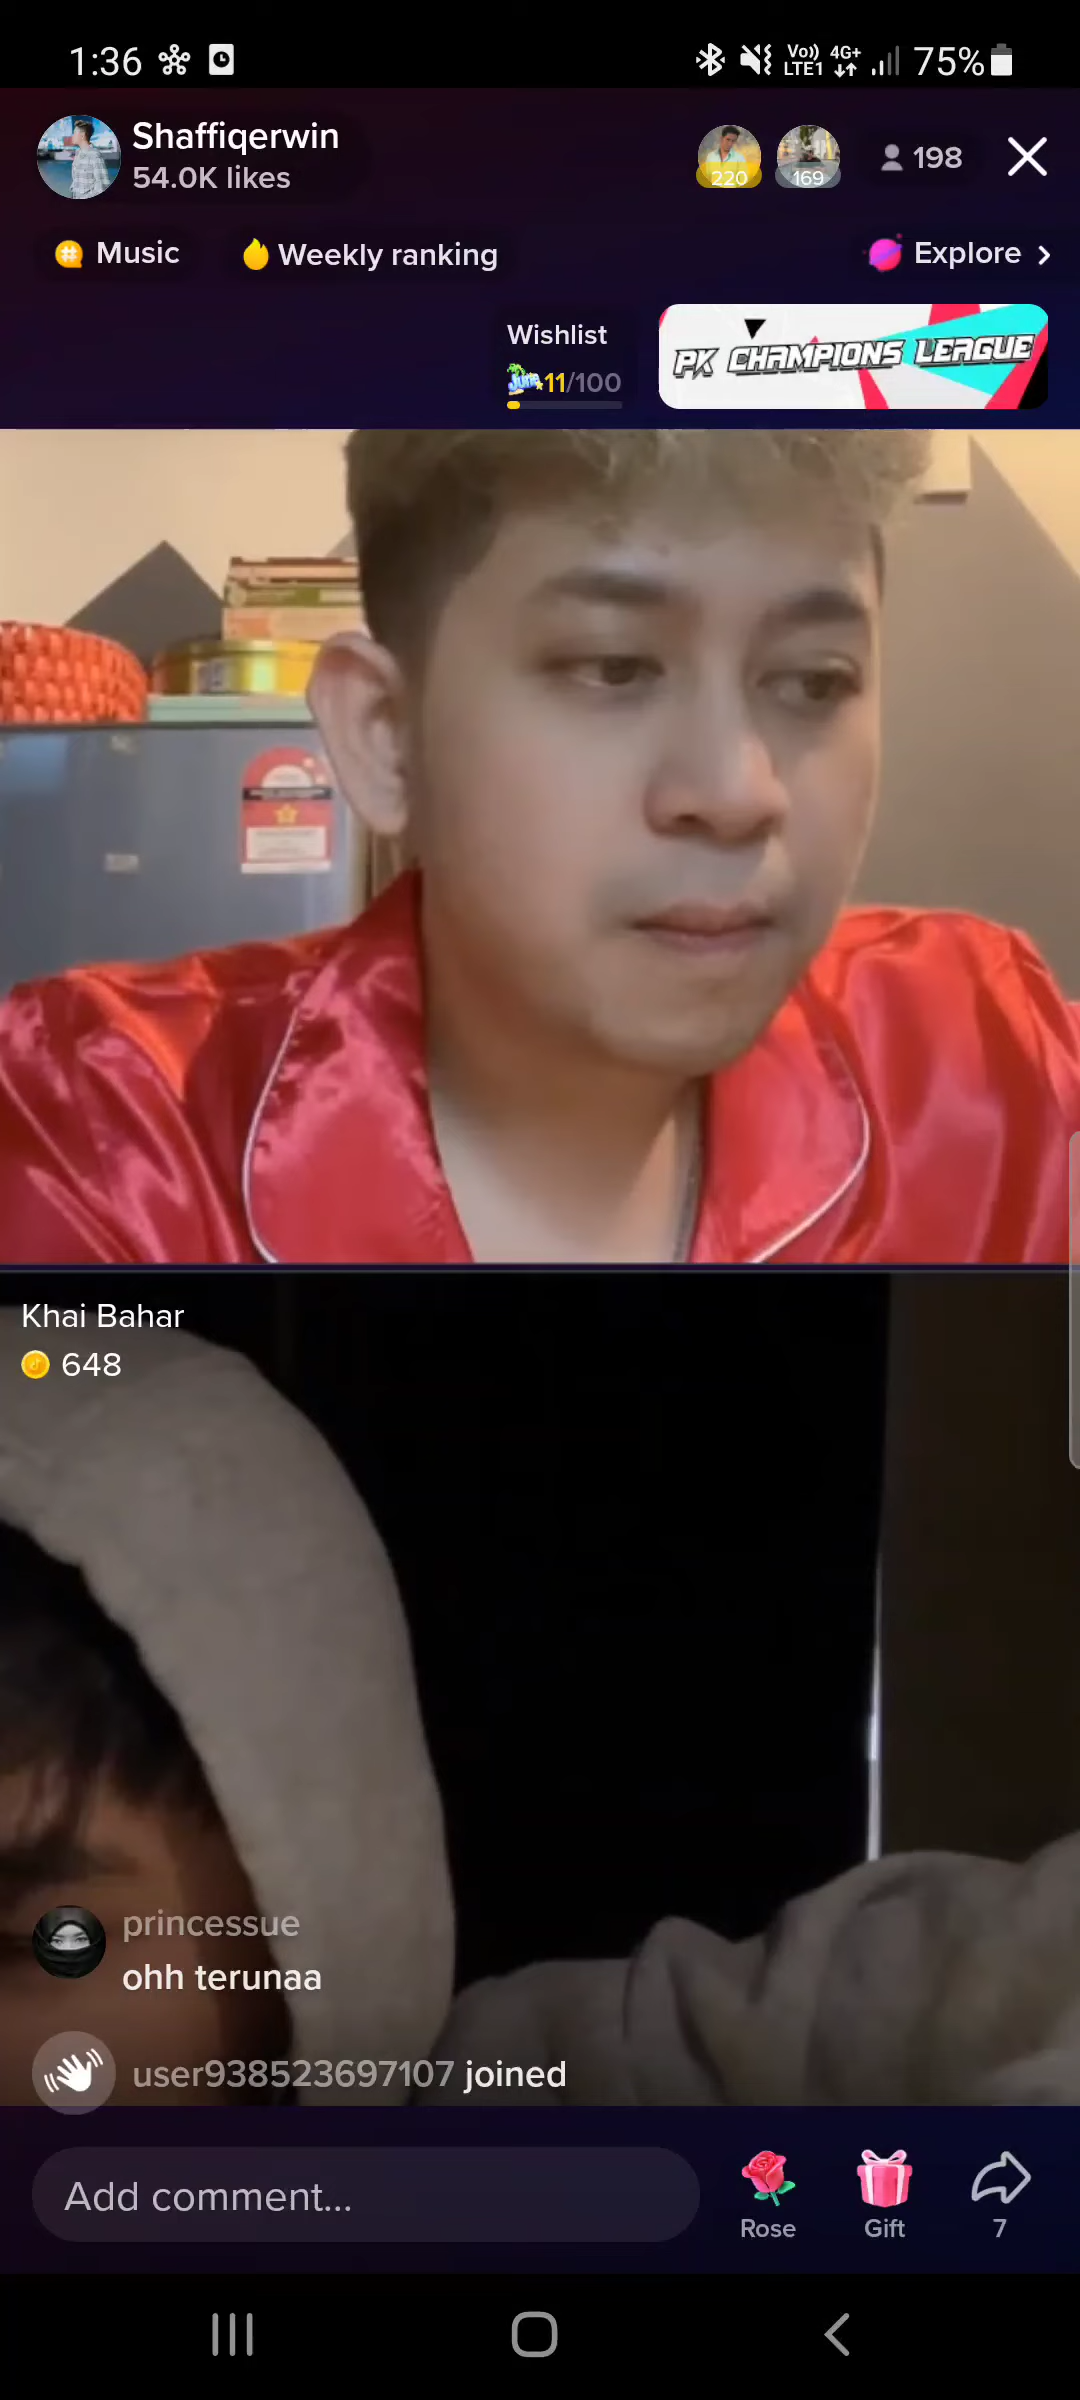 1:36
Vo)) LTE1 4G+ 75%
Shaffiqerwin
54.0K likes
220
169
198
Music
Weekly ranking
Explore
Wishlist
June 11/100
PK CHAMPIONS LEAGUE
Khai Bahar
648
princessue
ohh terunaa
user938523697107 joined
Add comment...
Rose
Gift
7